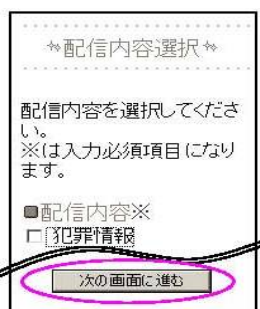 配信内容選択
配信内容を選択してくださ
い。
※は入力必須項目になり
ます。
■配信内容※
□ 犯罪情報
次の画面に進む